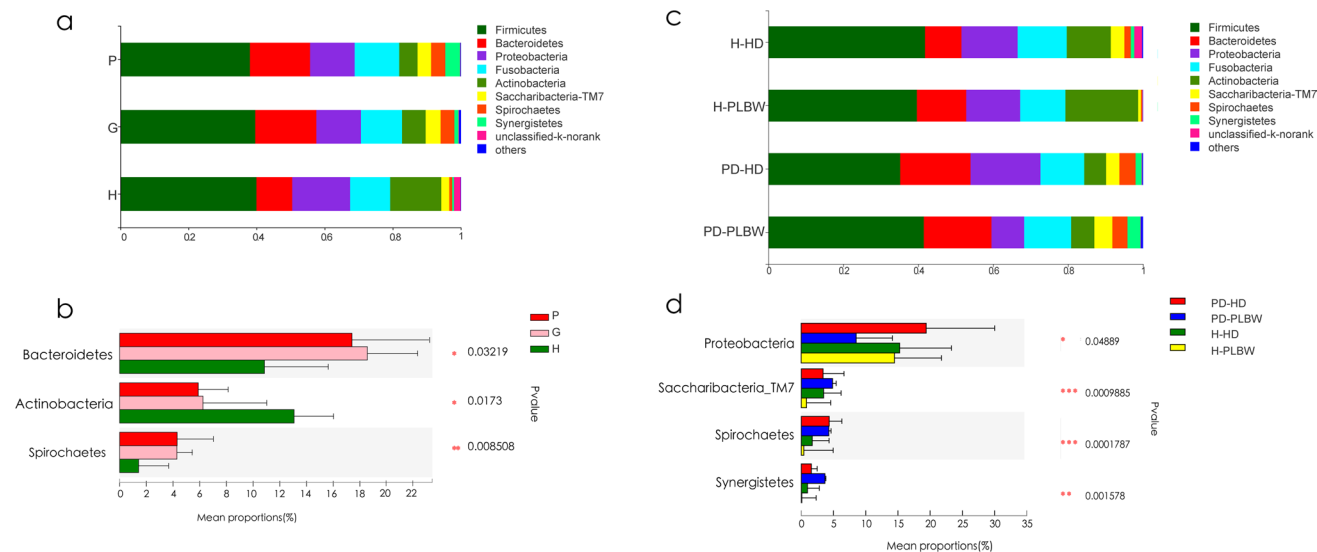 a
P
G
H
0 0.2 0.4 0.6 0.8 1
Firmicutes
Bacteroidetes
Proteobacteria
Fusobacteria
Actinobacteria
Saccharibacteria-TM7
Spirochaetes
Synergistetes
unclassified-k-norank
others
c
H-HD
H-PLBW
PD-HD
PD-PLBW
0 0.2 0.4 0.6 0.8 1
Firmicutes
Bacteroidetes
Proteobacteria
Fusobacteria
Actinobacteria
Saccharibacteria-TM7
Spirochaetes
Synergistetes
unclassified-k-norank
others
b
P
G
H
Bacteroidetes * 0.03219
Actinobacteria * 0.0173
Spirochaetes ** 0.008508
Pvalue
0 2 4 6 8 10 12 14 16 18 20 22
Mean proportions(%)
d
PD-HD
PD-PLBW
H-HD
H-PLBW
Proteobacteria * 0.04889
Saccharibacteria_TM7 *** 0.0009885
Spirochaetes *** 0.0001787
Synergistetes ** 0.001578
Pvalue
0 5 10 15 20 25 30 35
Mean proportions(%)